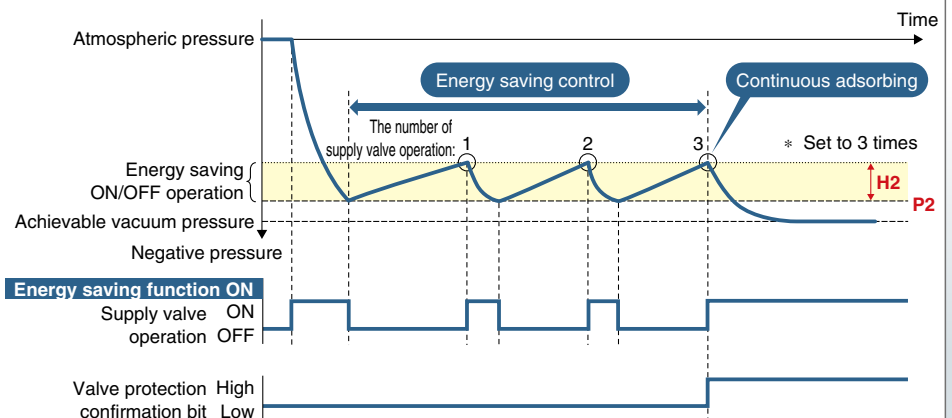 Time
Atmospheric pressure
Energy saving control
Continuous adsorbing
The number of
supply valve operation:
1
2
3
* Set to 3 times
Energy saving
ON/OFF operation
H2
P2
Achievable vacuum pressure
Negative pressure
Energy saving function ON
Supply valve ON
operation OFF
Valve protection High
confirmation bit Low